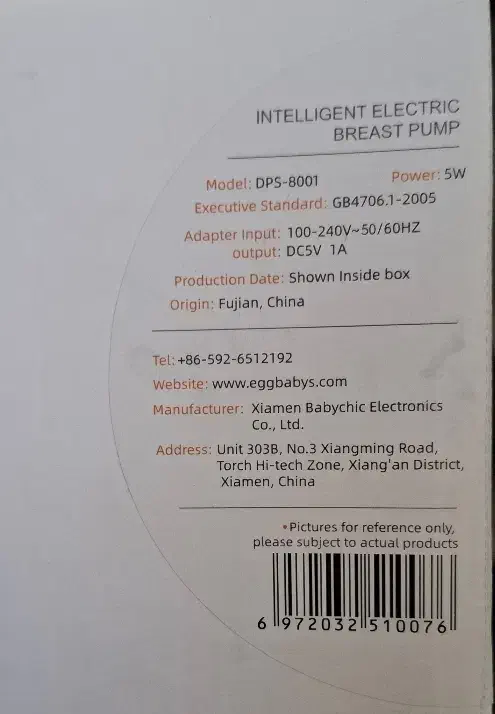 INTELLIGENT ELECTRIC
BREAST PUMP
Model: DPS-8001 Power: 5W
Executive Standard: GB4706.1-2005
Adapter Input: 100-240V~50/60HZ
output: DC5V 1A
Production Date: Shown Inside box
Origin: Fujian, China
Tel: +86-592-6512192
Website: www.eggbabys.com
Manufacturer: Xiamen Babychic Electronics
Co., Ltd.
Address: Unit 303B, No.3 Xiangming Road,
Torch Hi-tech Zone, Xiang'an District,
Xiamen, China
•Pictures for reference only,
please subject to actual products
6 972032 510076